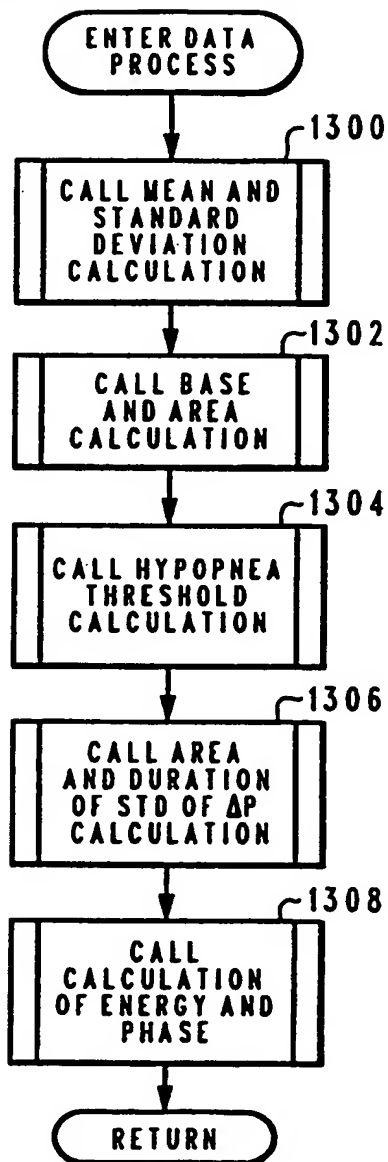 ENTER DATA
PROCESS
1300
CALL MEAN AND
STANDARD
DEVIATION
CALCULATION
1302
CALL BASE
AND AREA
CALCULATION
1304
CALL HYPOPNEA
THRESHOLD
CALCULATION
1306
CALL AREA
AND DURATION
OF STD OF ΔP
CALCULATION
1308
CALL
CALCULATION
OF ENERGY AND
PHASE
RETURN